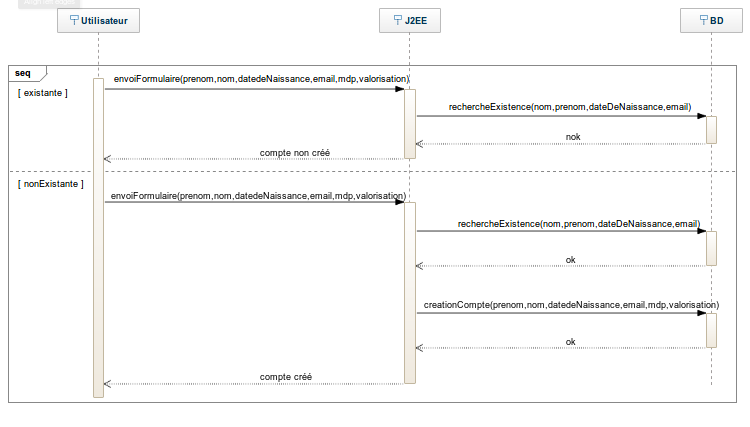 Utilisateur
J2EE
BD
seq
[ existante ]
envoiFormulaire(prenom,nom,datedeNaissance,email,mdp,valorisation)
rechercheExistence(nom,prenom,dateDeNaissance,email)
nok
compte non créé
[ nonExistante ]
envoiFormulaire(prenom,nom,datedeNaissance,email,mdp,valorisation)
rechercheExistence(nom,prenom,dateDeNaissance,email)
ok
creationCompte(prenom,nom,datedeNaissance,email,mdp,valorisation)
ok
compte créé